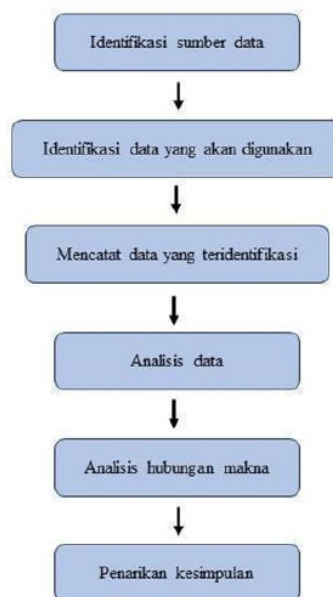 Identifikasi sumber data
Identifikasi data yang akan digunakan
Mencatat data yang teridentifikasi
Analisis data
Analisis hubungan makna
Penarikan kesimpulan